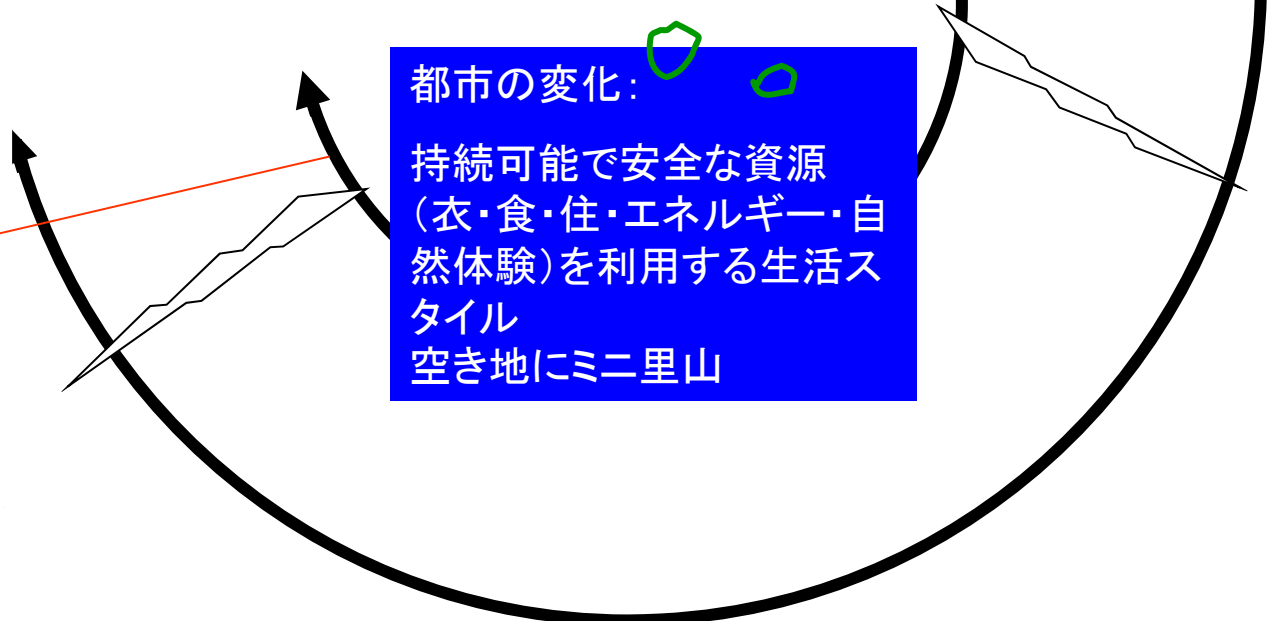 都市の変化：
持続可能で安全な資源
（衣・食・住・エネルギー・自
然体験）を利用する生活ス
タイル
空き地にミニ里山